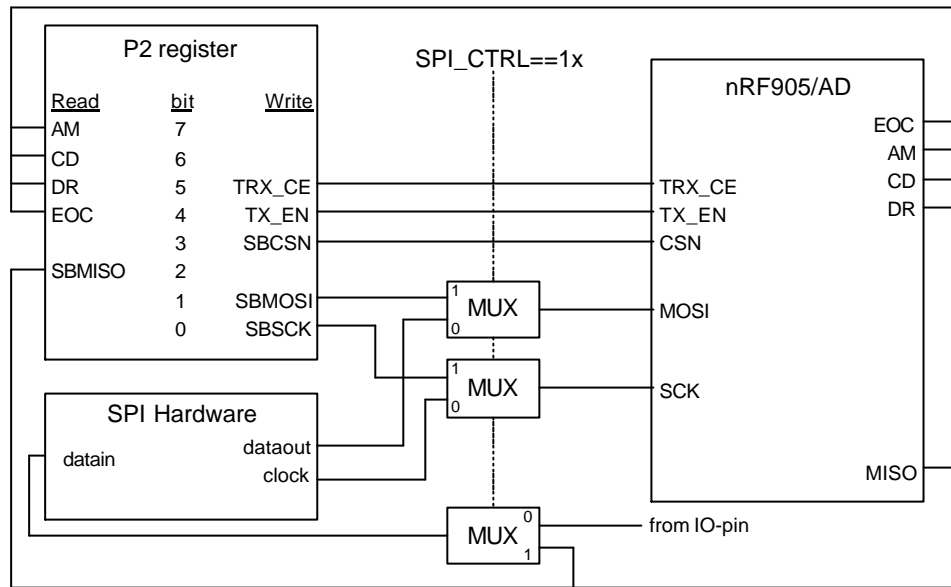 P2 register
Read bit Write
AM 7
CD 6
DR 5 TRX_CE
EOC 4 TX_EN
3 SBCSN
SBMISO 2
1 SBMOSI
0 SBSCK
SPI_CTRL==1x
nRF905/AD
EOC
AM
CD
DR
TRX_CE
TX_EN
CSN
MOSI
SCK
MISO
1
MUX
0
1
MUX
0
SPI Hardware
dataout
datain
clock
0
MUX
1
from IO-pin